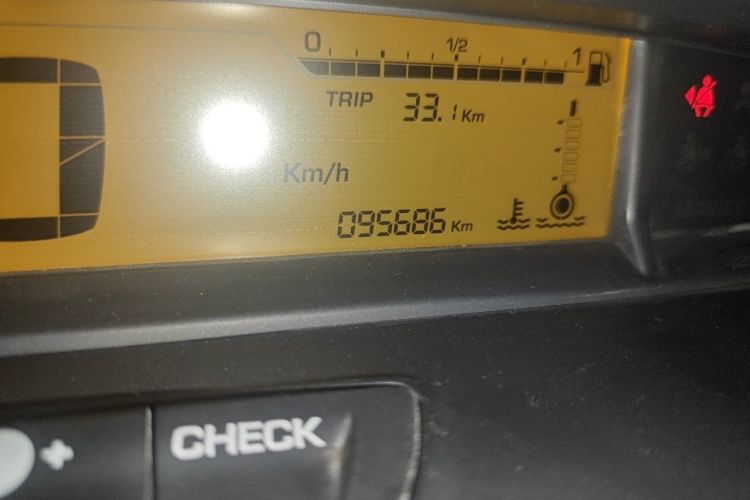 0 1/2 1
TRIP 33.1 Km
Km/h
095686 Km
CHECK